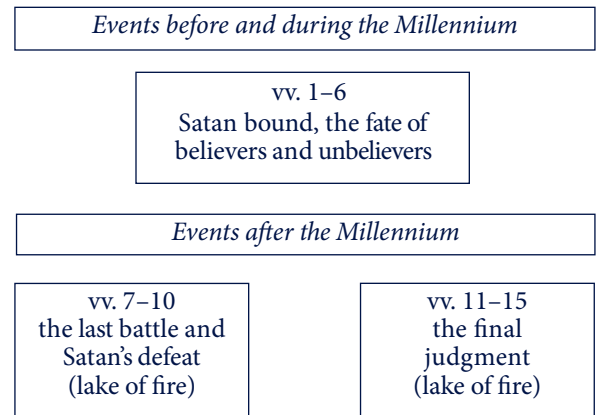 Events before and during the Millennium
vv. 1–6
Satan bound, the fate of
believers and unbelievers
Events after the Millennium
vv. 7–10
the last battle and
Satan’s defeat
(lake of fire)
vv. 11–15
the final
judgment
(lake of fire)